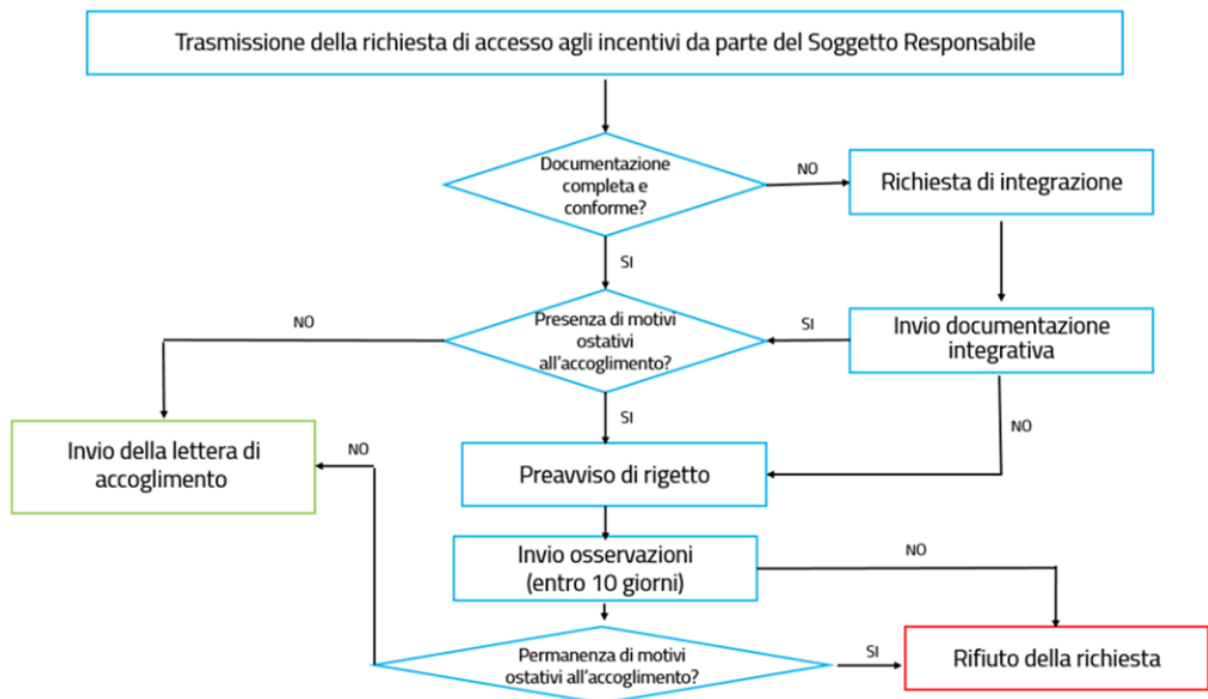 Trasmissione della richiesta di accesso agli incentivi da parte del Soggetto Responsabile
Documentazione
completa e
conforme?
NO
Richiesta di integrazione
SI
Presenza di motivi
ostativi
all'accoglimento?
NO
SI
Invio documentazione
integrativa
SI
NO
Invio della lettera di
accoglimento
NO
Preavviso di rigetto
Invio osservazioni
(entro 10 giorni)
NO
Permanenza di motivi
ostativi all'accoglimento?
SI
Rifiuto della richiesta